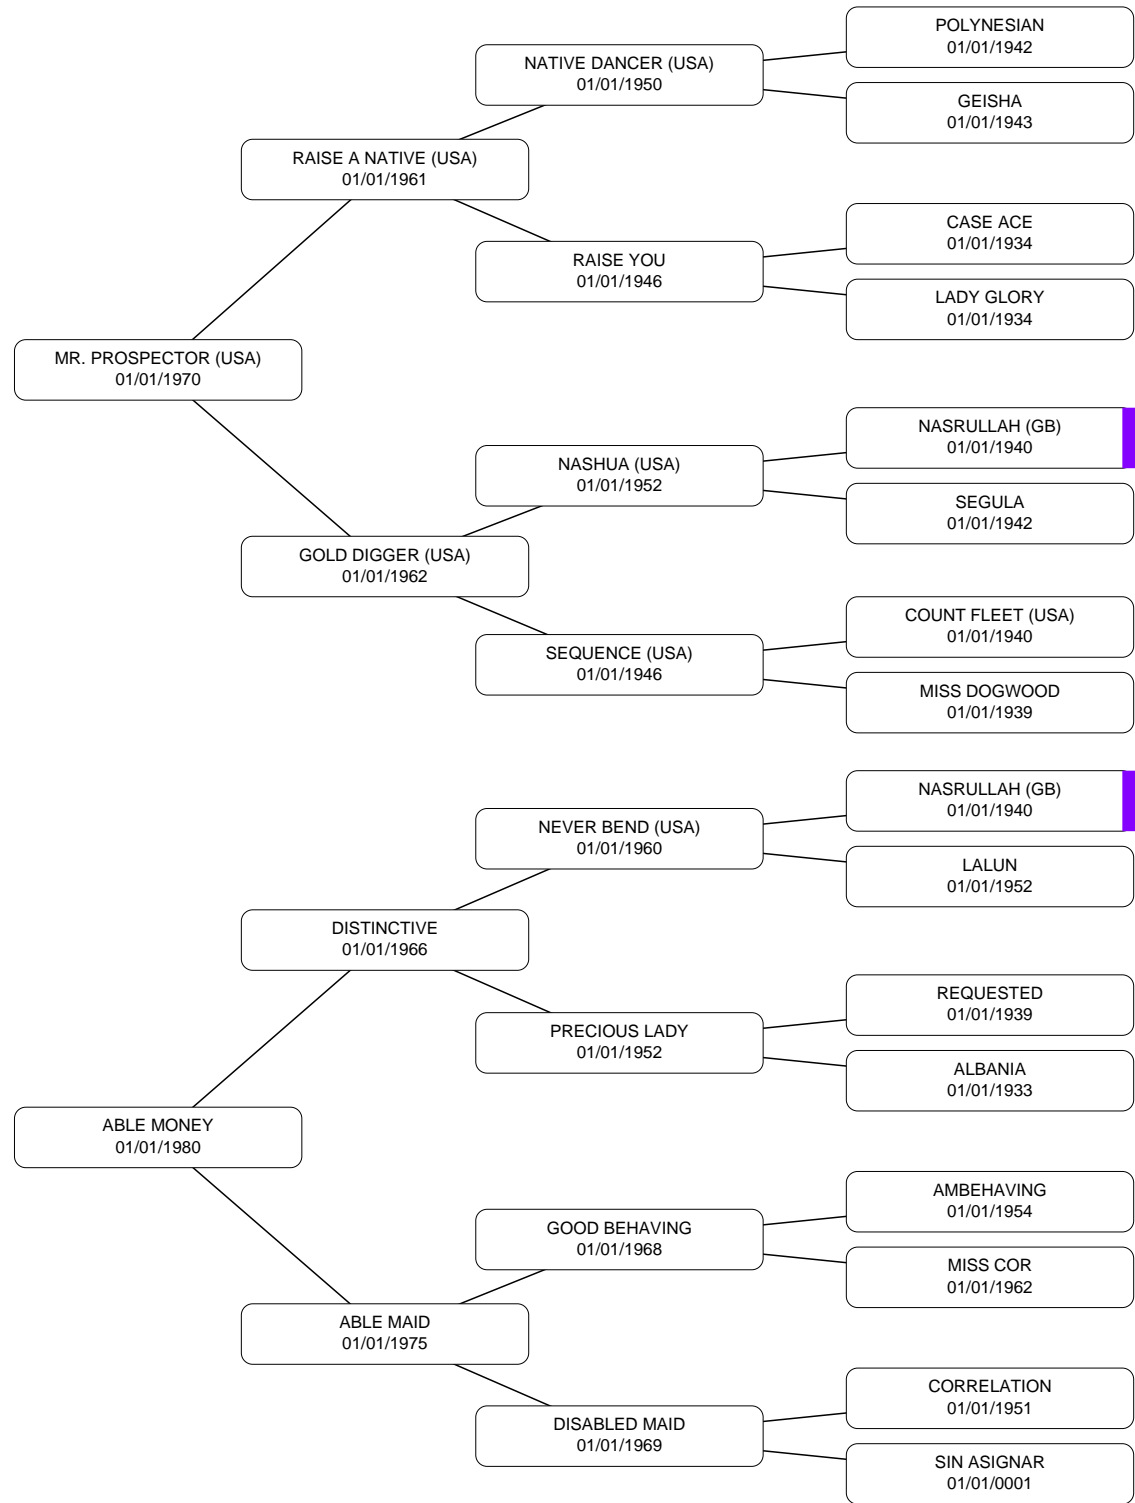 POLYNESIAN
01/01/1942
NATIVE DANCER (USA)
01/01/1950
GEISHA
01/01/1943
RAISE A NATIVE (USA)
01/01/1961
CASE ACE
01/01/1934
RAISE YOU
01/01/1946
LADY GLORY
01/01/1934
MR. PROSPECTOR (USA)
01/01/1970
NASRULLAH (GB)
01/01/1940
NASHUA (USA)
01/01/1952
SEGULA
01/01/1942
GOLD DIGGER (USA)
01/01/1962
COUNT FLEET (USA)
01/01/1940
SEQUENCE (USA)
01/01/1946
MISS DOGWOOD
01/01/1939
NASRULLAH (GB)
01/01/1940
NEVER BEND (USA)
01/01/1960
LALUN
01/01/1952
DISTINCTIVE
01/01/1966
REQUESTED
01/01/1939
PRECIOUS LADY
01/01/1952
ALBANIA
01/01/1933
ABLE MONEY
01/01/1980
AMBEHAVING
01/01/1954
GOOD BEHAVING
01/01/1968
MISS COR
01/01/1962
ABLE MAID
01/01/1975
CORRELATION
01/01/1951
DISABLED MAID
01/01/1969
SIN ASIGNAR
01/01/0001